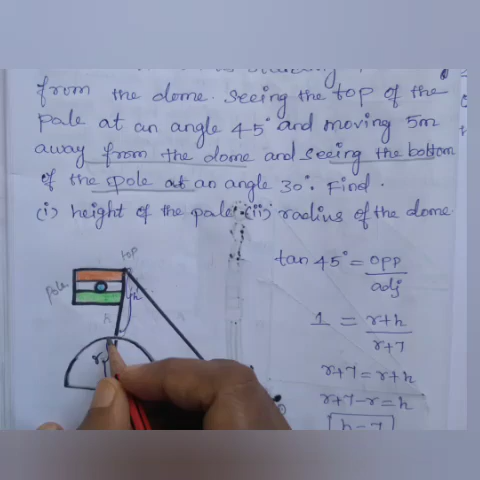 from the dome. Seeing the top of the
pole at an angle 45° and moving 5m
away from the dome and seeing the bottom
of the pole at an angle 30°. Find.
(i) height of the pole (ii) radius of the dome.
top
pole
h
r
tan 45° = opp
adj
1 = r+h
r+7
r+7 = r+h
r+7-r = h
h = 7